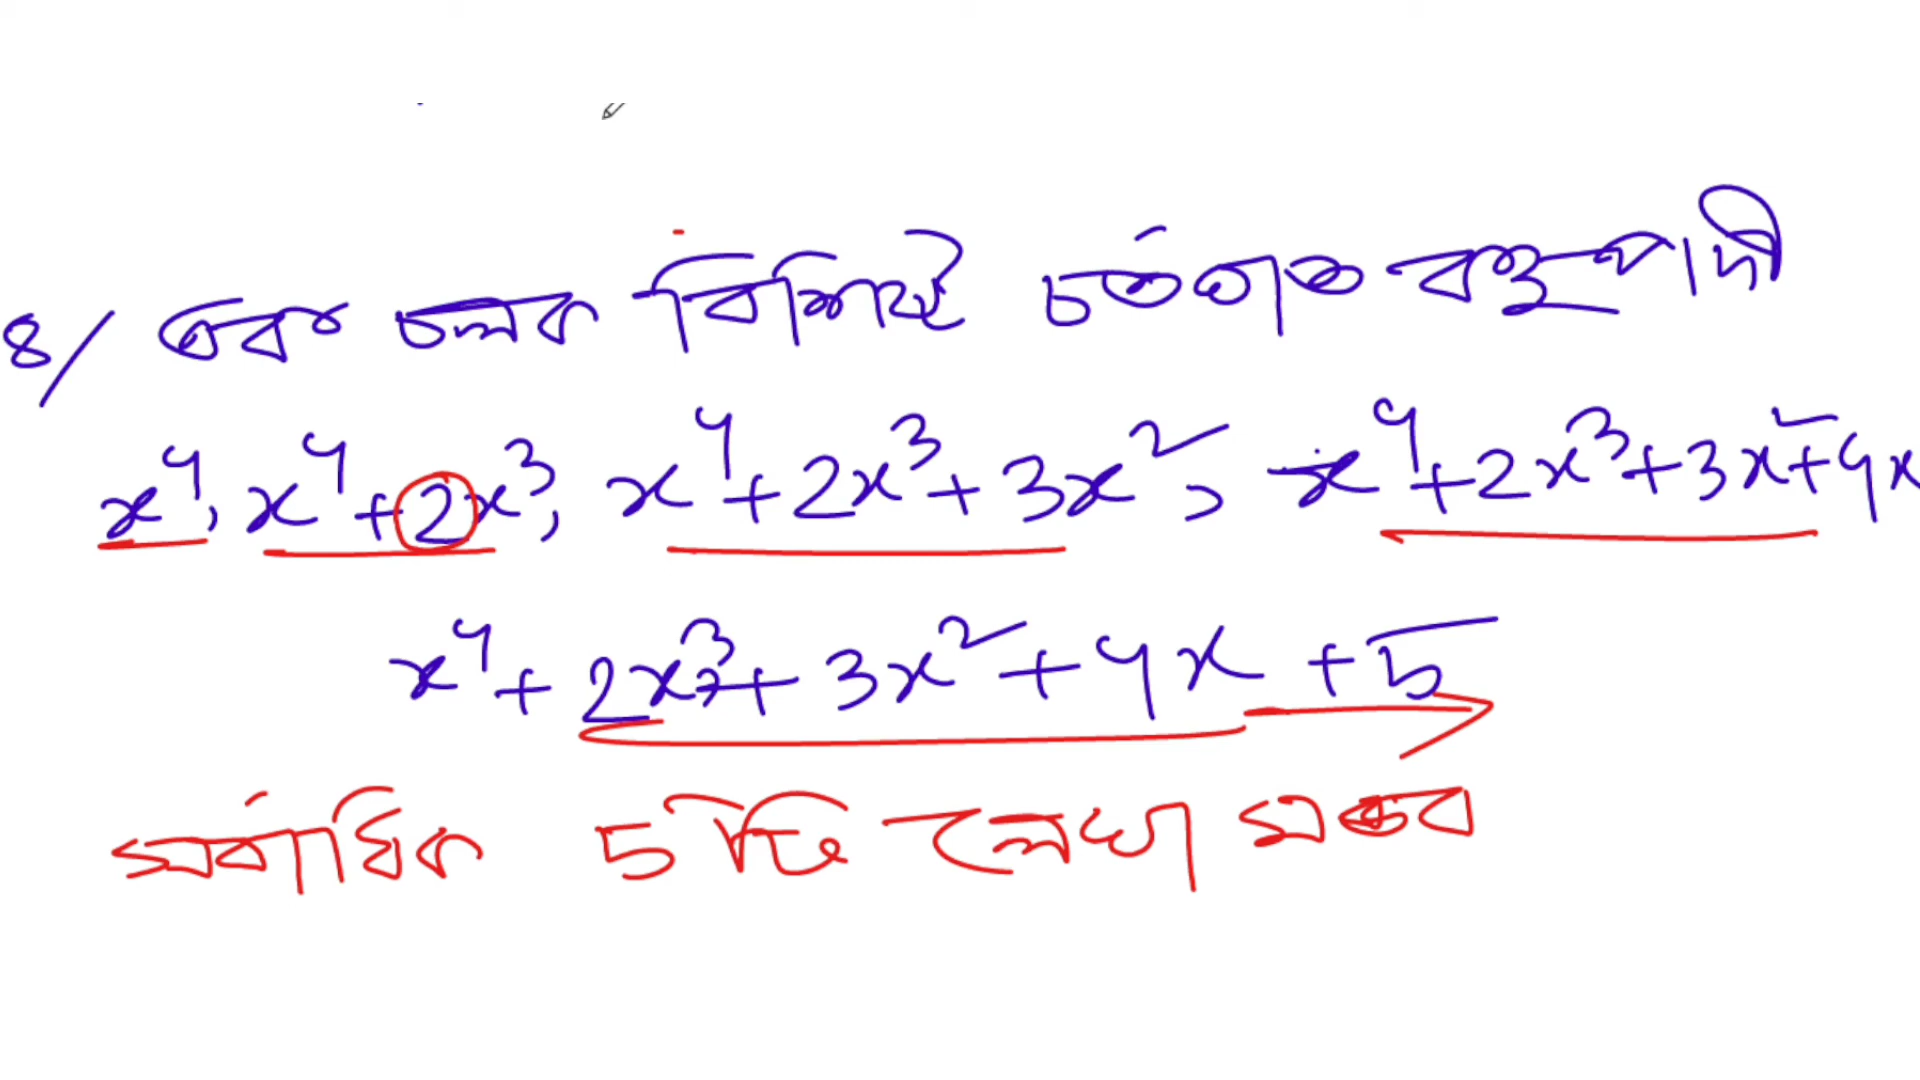 ৪/ এক চলক বিশিষ্ট চতুর্ঘাত বহুপদী
x⁴, x⁴+2x³, x⁴+2x³+3x², x⁴+2x³+3x²+4x
x⁴+2x³+3x²+4x+5
সর্বাধিক ৫ টি লেখা সম্ভব